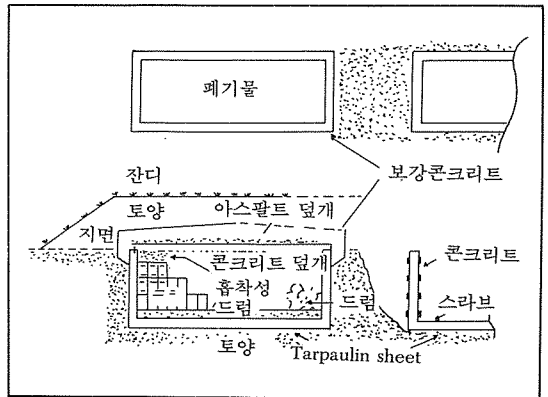 폐기물
보강콘크리트
잔디
토양
아스팔트 덮개
지면
콘크리트 덮개
흡착성
드럼
드럼
콘크리트
스라브
토양
Tarpaulin sheet